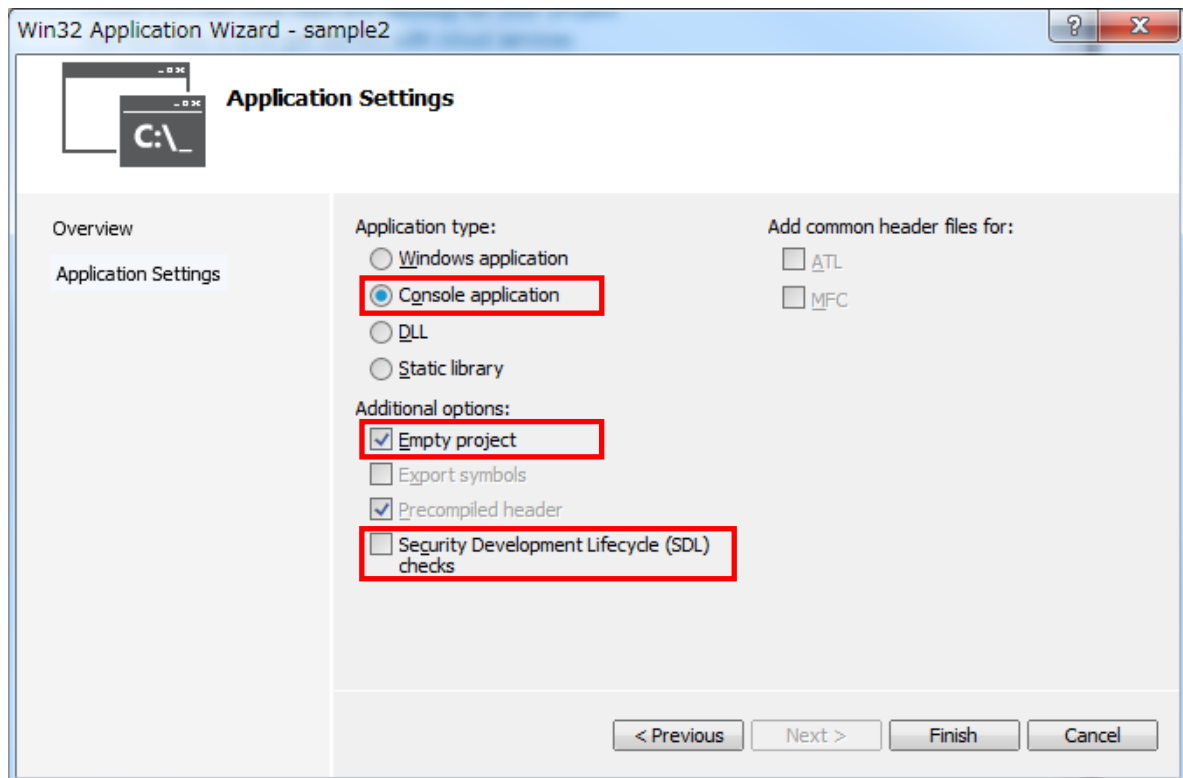 Win32 Application Wizard - sample2
C:\_
Application Settings
Overview
Application Settings
Application type:
Windows application
Console application
DLL
Static library
Additional options:
Empty project
Export symbols
Precompiled header
Security Development Lifecycle (SDL)
checks
Add common header files for:
ATL
MFC
< Previous
Next >
Finish
Cancel